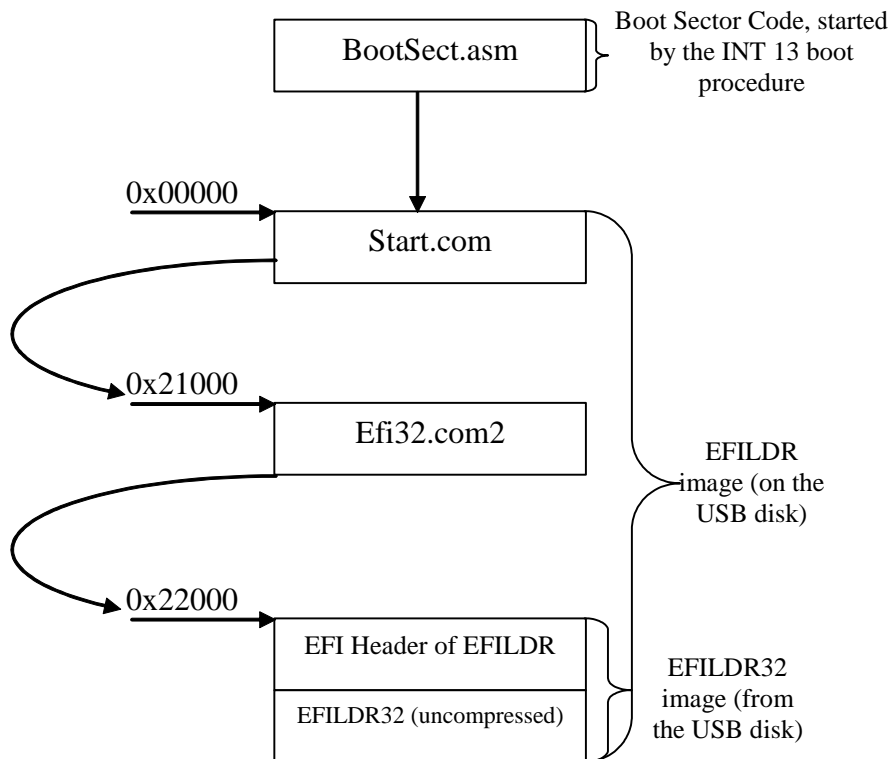 BootSect.asm
Boot Sector Code, started
by the INT 13 boot
procedure
0x00000
Start.com
0x21000
Efi32.com2
EFILDR
image (on the
USB disk)
0x22000
EFI Header of EFILDR
EFILDR32 (uncompressed)
EFILDR32
image (from
the USB disk)